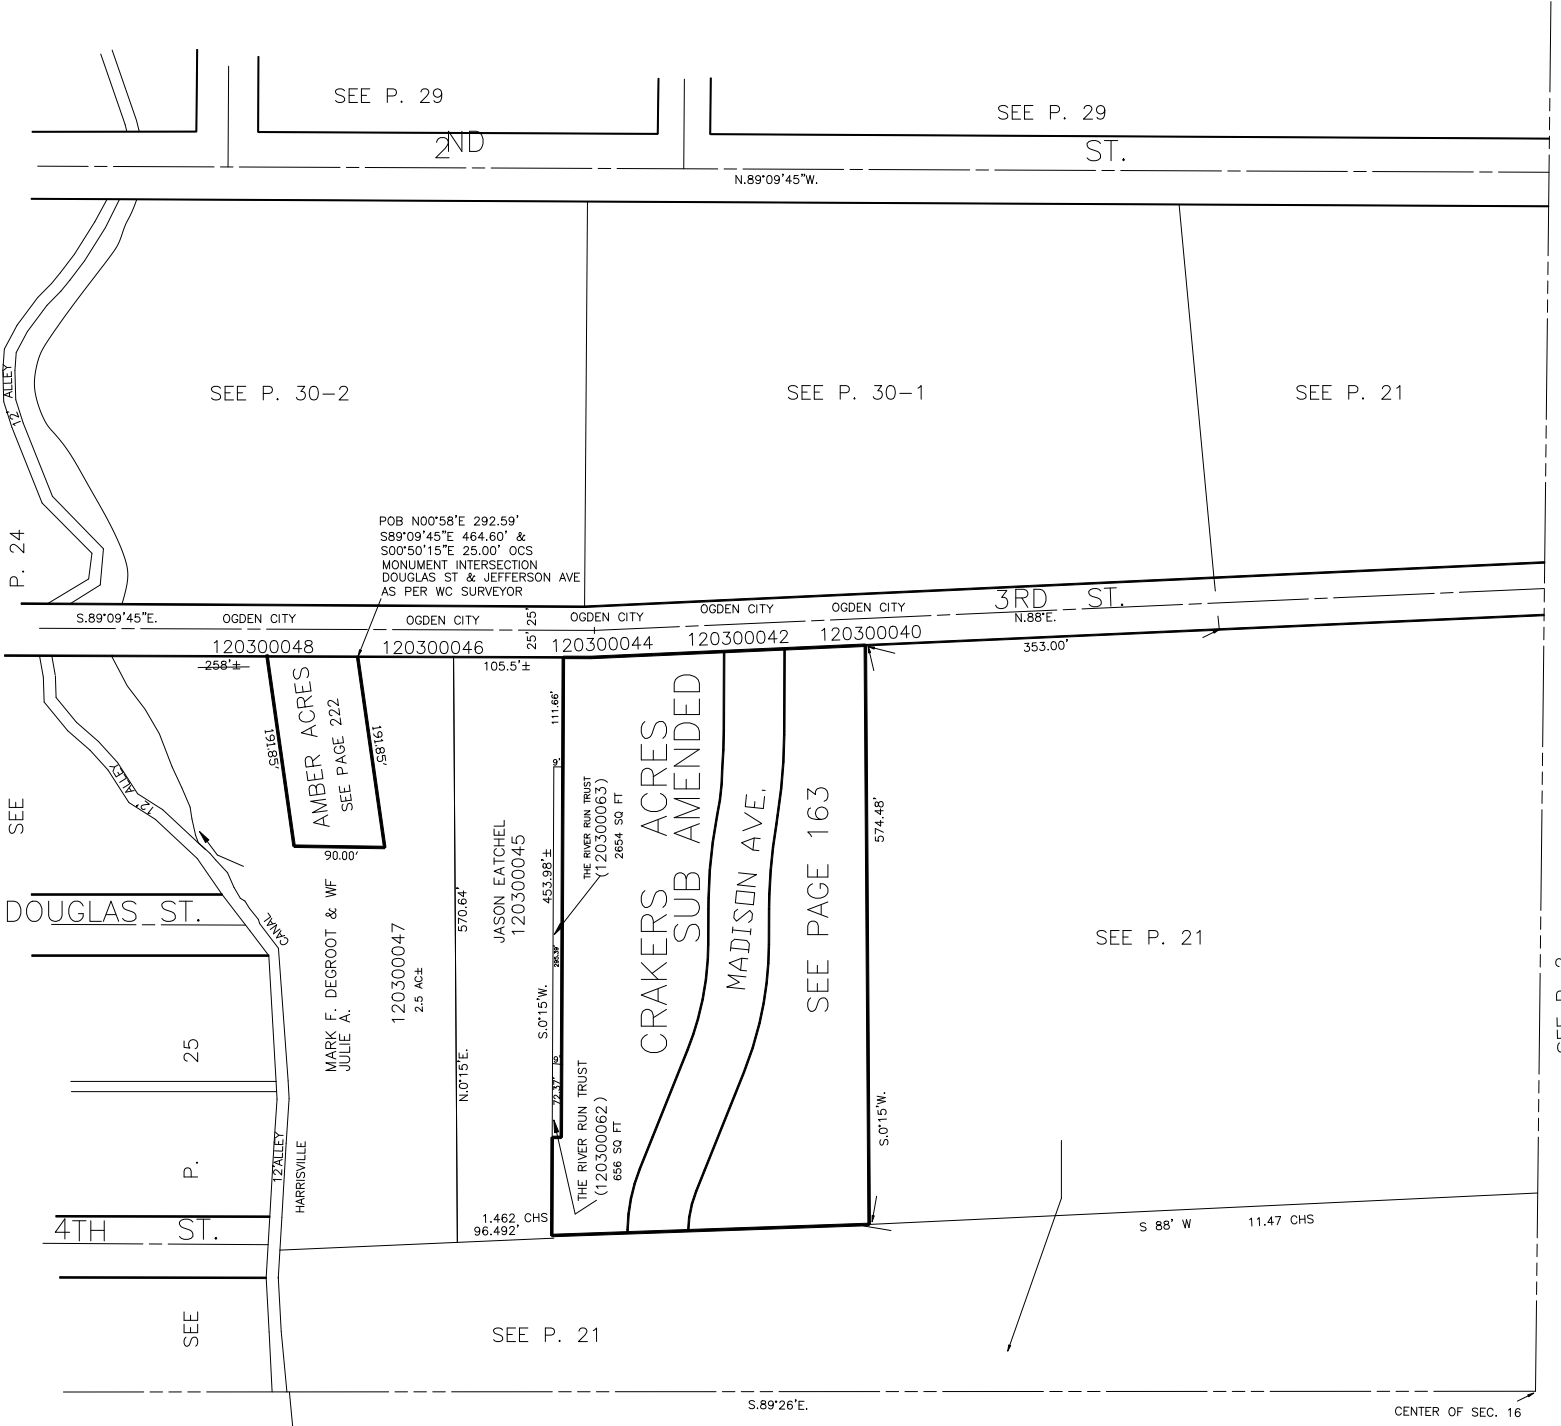 SEE P. 29
SEE P. 29
2ND
ST.
N.89°09'45"W.
12' ALLEY
SEE P. 30-2
SEE P. 30-1
SEE P. 21
P. 24
POB N00°58'E 292.59'
S89°09'45"E 464.60' &
S00°50'15"E 25.00' OCS
MONUMENT INTERSECTION
DOUGLAS ST & JEFFERSON AVE
AS PER WC SURVEYOR
S.89°09'45"E.
OGDEN CITY
OGDEN CITY
25' 25'
OGDEN CITY
OGDEN CITY
OGDEN CITY
3RD ST.
N.88°E.
120300048
120300046
120300044
120300042
120300040
353.00'
258'±
105.5'±
AMBER ACRES
SEE PAGE 222
191.85'
191.85'
90.00'
111.66'
9'
THE RIVER RUN TRUST
(120300063)
2654 SQ FT
CRAKERS ACRES
SUB AMENDED
MADISON AVE.
SEE PAGE 163
574.48'
12' ALLEY
SEE
DOUGLAS ST.
CANAL
MARK F. DEGROOT & WF
JULIE A.
120300047
2.5 AC±
570.64'
N.0°15'E.
JASON EATCHEL
120300045
453.98'±
295.39'
S.0°15'W.
9'
72.37'
THE RIVER RUN TRUST
(120300062)
656 SQ FT
SEE P. 21
S.0°15'W.
25
P.
12'ALLEY
HARRISVILLE
4TH ST.
1.462 CHS
96.492'
S 88° W
11.47 CHS
SEE
SEE P. 21
S.89°26'E.
CENTER OF SEC. 16